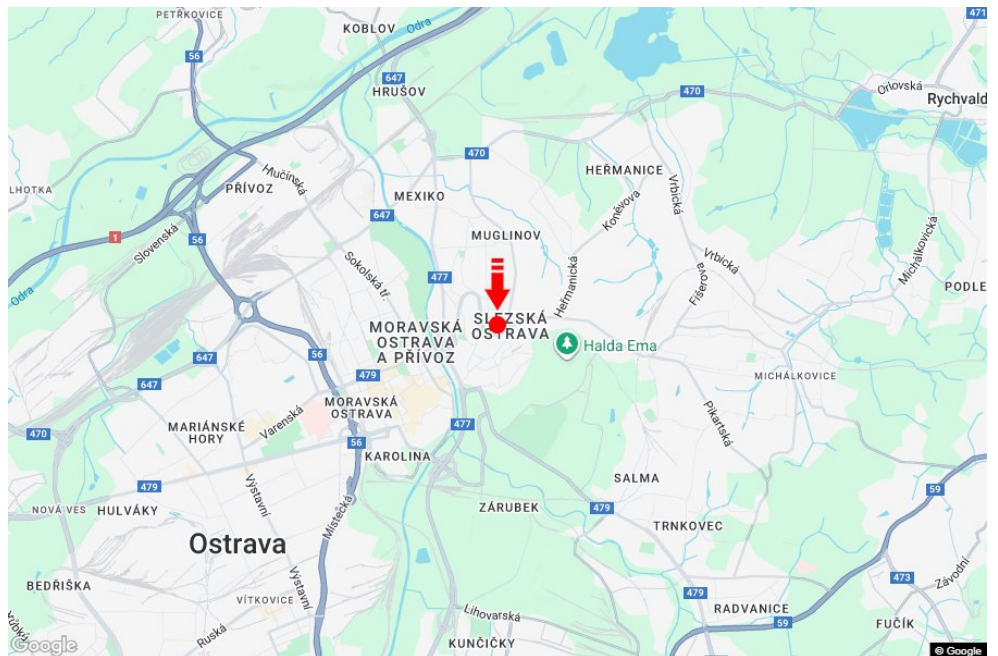 PETŘKOVICE
KOBLOV
Odra
471
56
647
HRUŠOV
470
Orlovská
Rychvald
LHOTKA
PŘÍVOZ
Hlučínská
470
HEŘMANICE
Vrbická
MEXIKO
Koněvova
647
1
Slovenská
56
Sokolská tř.
MUGLINOV
Vrbická
Michálkovická
477
Heřmanická
Fišerova
PODLE
Odra
SLEZSKÁ
OSTRAVA
MORAVSKÁ
OSTRAVA
A PŘÍVOZ
Halda Ema
56
647
479
MICHÁLKOVICE
647
MORAVSKÁ
OSTRAVA
Varenská
MARIÁNSKÉ
HORY
Pikartská
470
56
477
KAROLINA
479
SALMA
59
NOVÁ VES
HULVÁKY
Výstavní
Místecká
ZÁRUBEK
479
TRNKOVEC
Ostrava
BEDŘIŠKA
Výstavní
473
Závodní
VÍTKOVICE
479
RADVANICE
Lihovarská
59
FUČÍK
Ruská
KUNČIČKY
Google
© Google